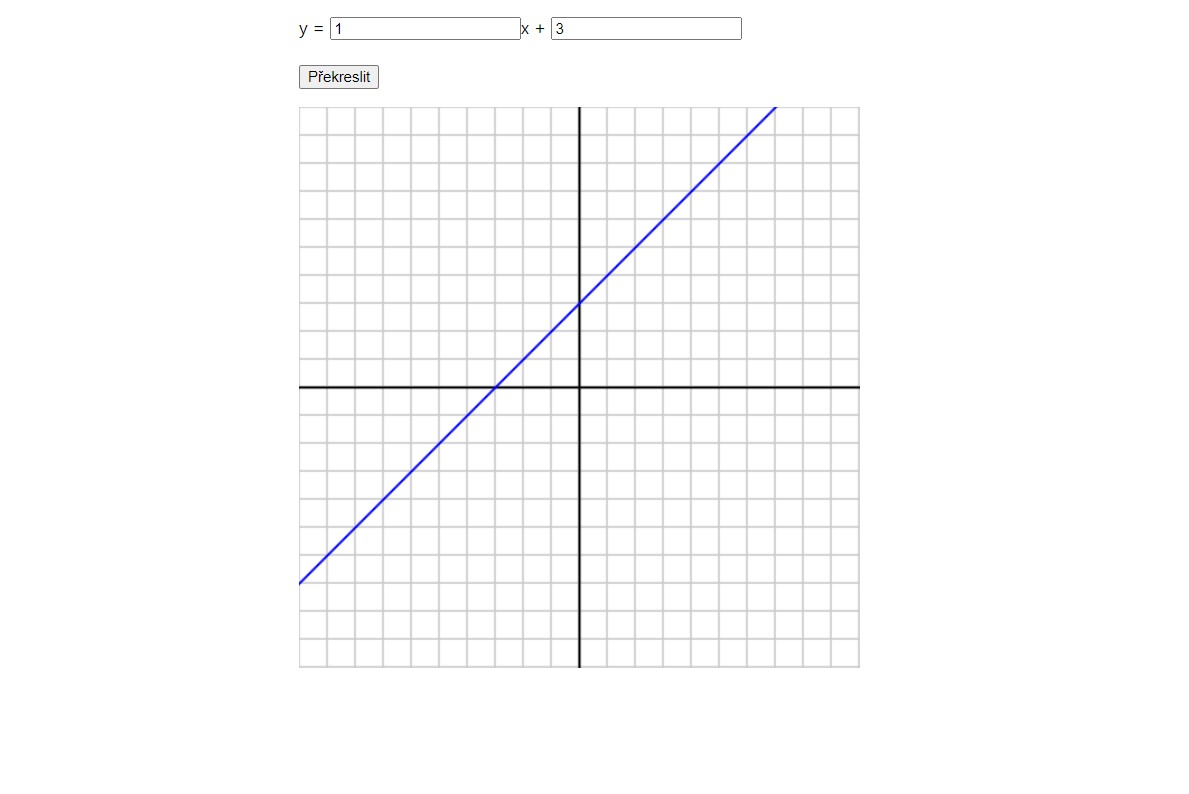 y = 1 x + 3
Překreslit